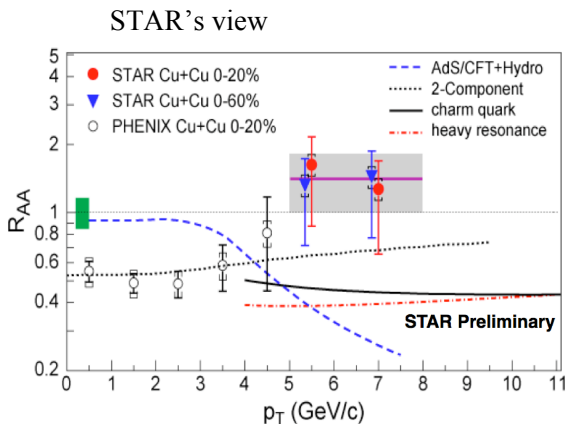 STAR's view
STAR Cu+Cu 0-20%
STAR Cu+Cu 0-60%
PHENIX Cu+Cu 0-20%
AdS/CFT+Hydro
2-Component
charm quark
heavy resonance
R_AA
5
4
3
2
1
0.8
0.6
0.4
0.2
STAR Preliminary
0 1 2 3 4 5 6 7 8 9 10 11
p_T (GeV/c)